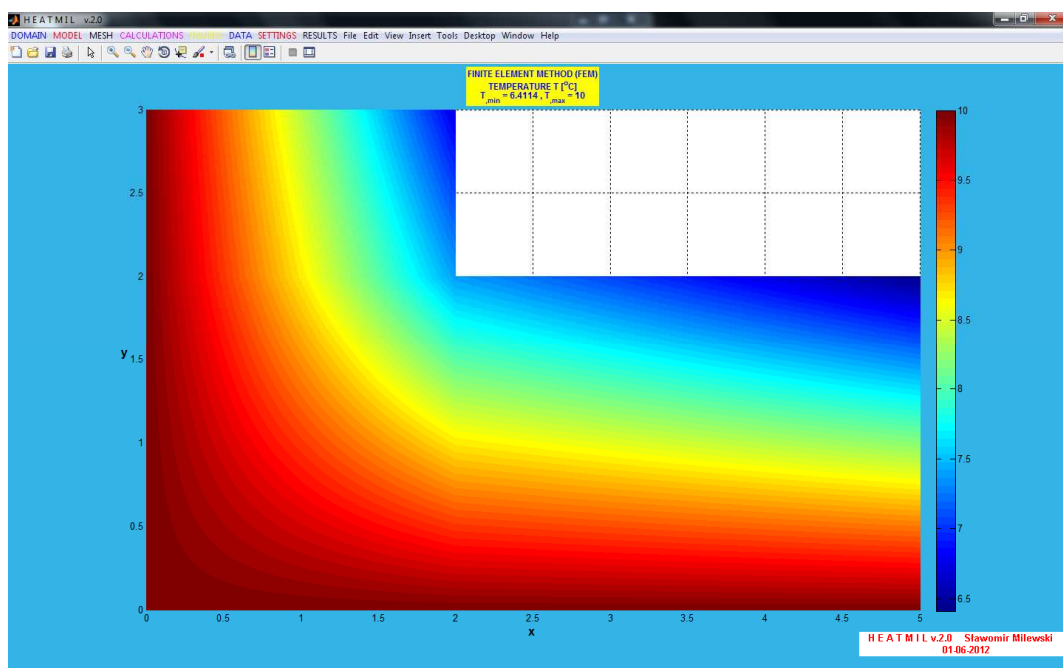 HEATMIL v.2.0
DOMAIN MODEL MESH CALCULATIONS DATA SETTINGS RESULTS File Edit View Insert Tools Desktop Window Help
FINITE ELEMENT METHOD (FEM)
TEMPERATURE T [°C]
T,min = 6.4114 , T,max = 10
3
2.5
2
1.5
1
0.5
0
y
0 0.5 1 1.5 2 2.5 3 3.5 4 4.5 5
x
10
9.5
9
8.5
8
7.5
7
6.5
H E A T M I L v.2.0 Sławomir Milewski
01-06-2012